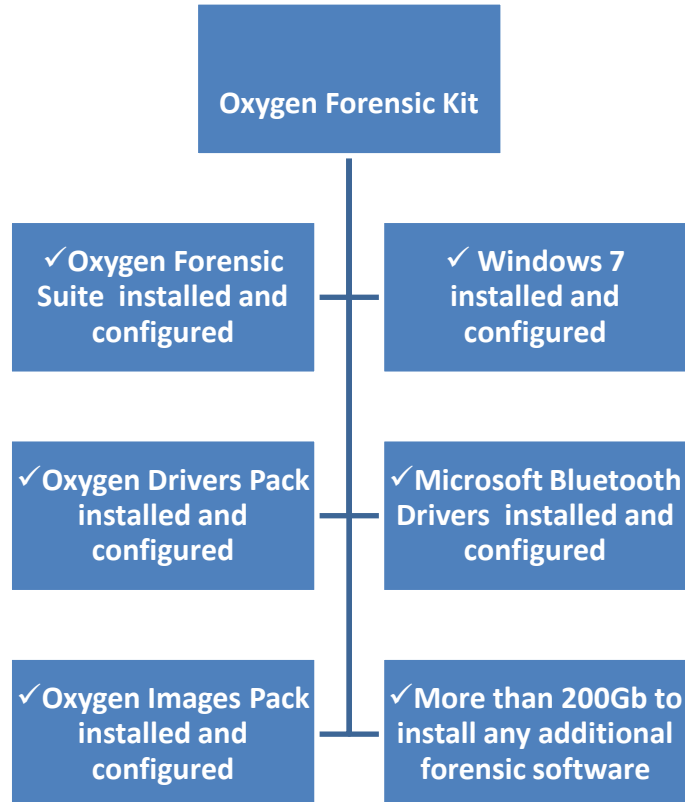 Oxygen Forensic Kit
✓Oxygen Forensic
Suite installed and
configured
✓ Windows 7
installed and
configured
✓Oxygen Drivers Pack
installed and
configured
✓Microsoft Bluetooth
Drivers installed and
configured
✓Oxygen Images Pack
installed and
configured
✓More than 200Gb to
install any additional
forensic software